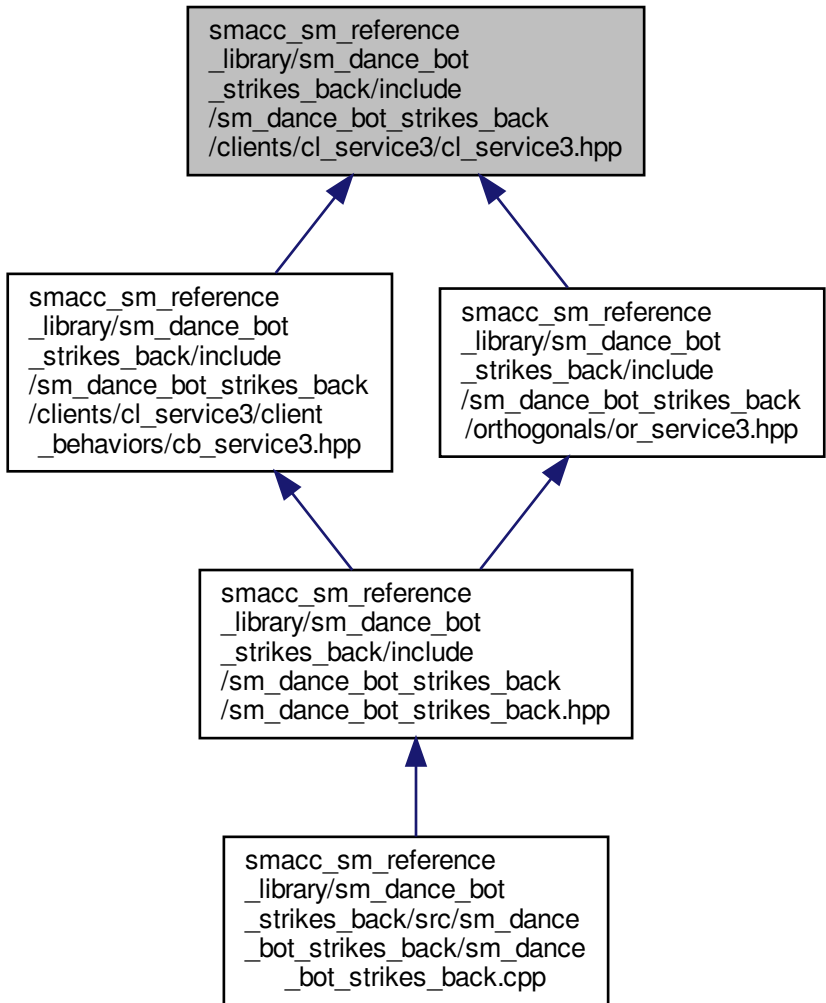 smacc_sm_reference
_library/sm_dance_bot
_strikes_back/include
/sm_dance_bot_strikes_back
/clients/cl_service3/cl_service3.hpp
smacc_sm_reference
_library/sm_dance_bot
_strikes_back/include
/sm_dance_bot_strikes_back
/clients/cl_service3/client
_behaviors/cb_service3.hpp
smacc_sm_reference
_library/sm_dance_bot
_strikes_back/include
/sm_dance_bot_strikes_back
/orthogonals/or_service3.hpp
smacc_sm_reference
_library/sm_dance_bot
_strikes_back/include
/sm_dance_bot_strikes_back
/sm_dance_bot_strikes_back.hpp
smacc_sm_reference
_library/sm_dance_bot
_strikes_back/src/sm_dance
_bot_strikes_back/sm_dance
_bot_strikes_back.cpp